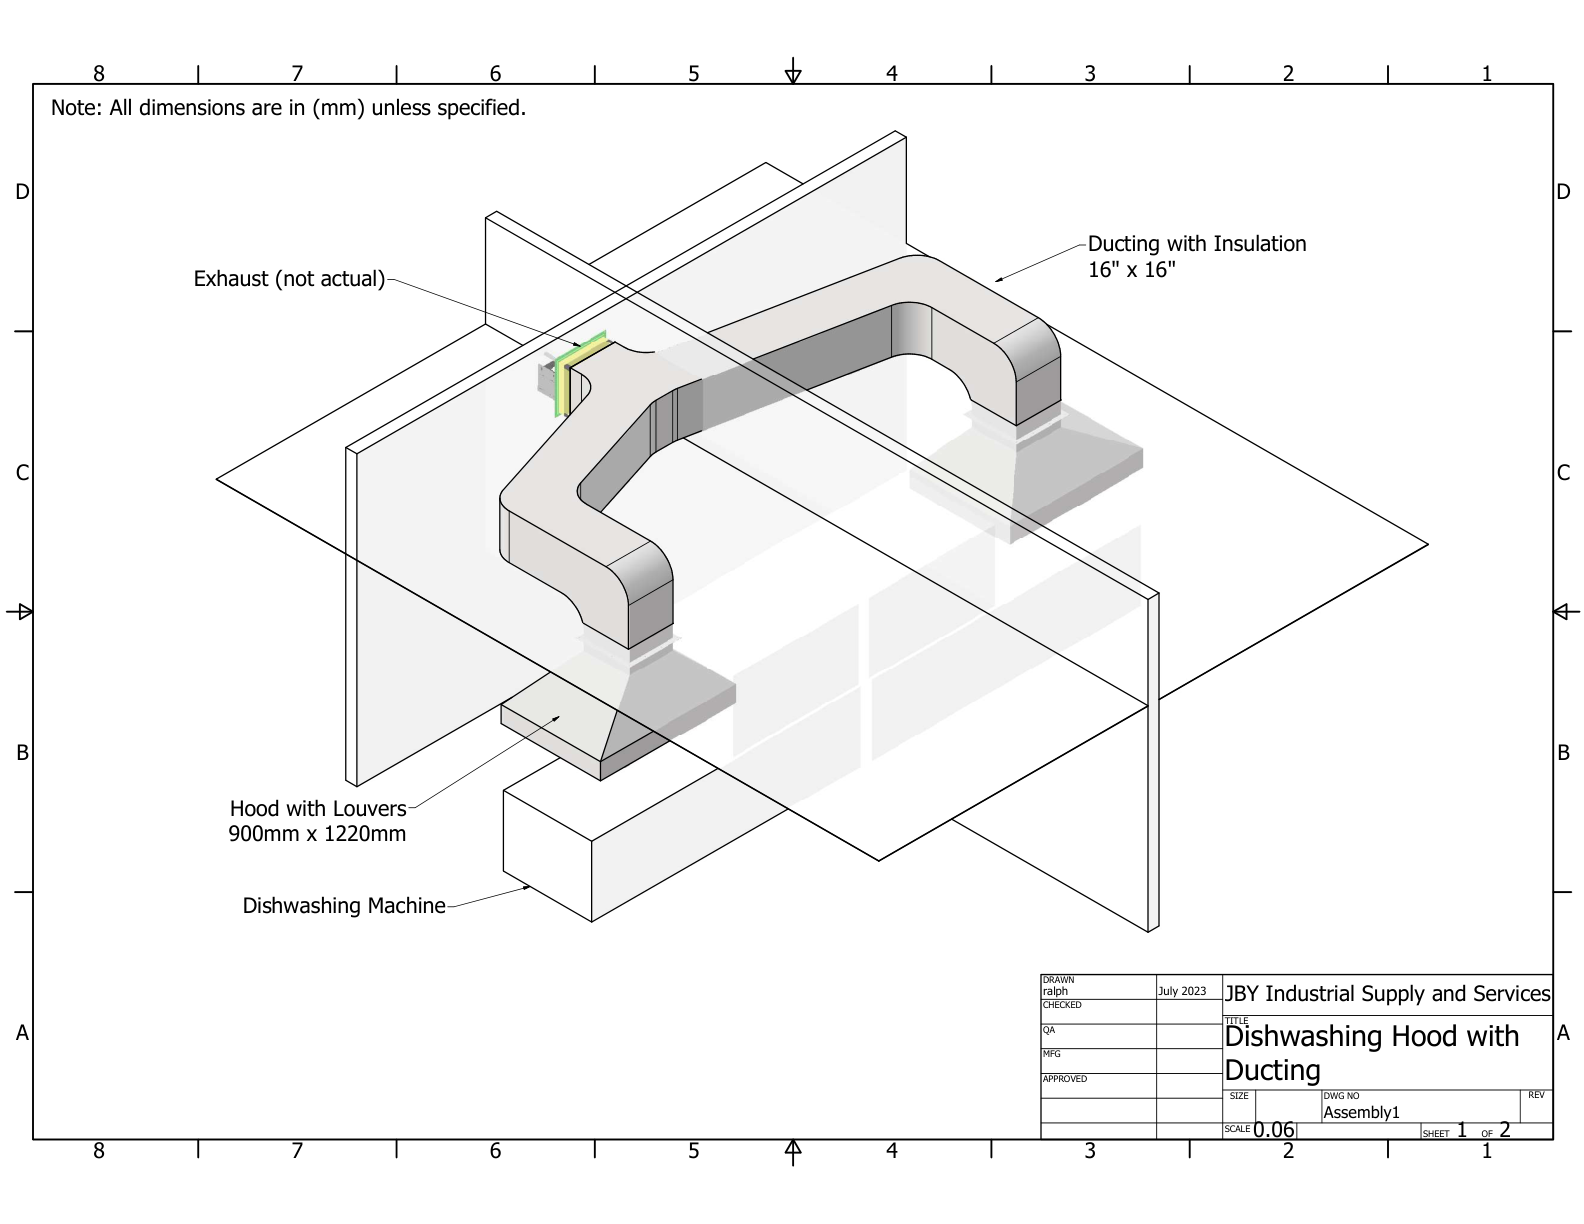 8 7 6 5 4 3 2 1
Note: All dimensions are in (mm) unless specified.
D D
Ducting with Insulation
16" x 16"
Exhaust (not actual)
C C
B B
Hood with Louvers
900mm x 1220mm
Dishwashing Machine
DRAWN
ralph
July 2023
JBY Industrial Supply and Services
CHECKED
TITLE
Dishwashing Hood with
Ducting
QA
MFG
APPROVED
A A
SIZE
DWG NO
Assembly1
REV
SCALE 0.06
SHEET 1 OF 2
8 7 6 5 4 3 2 1